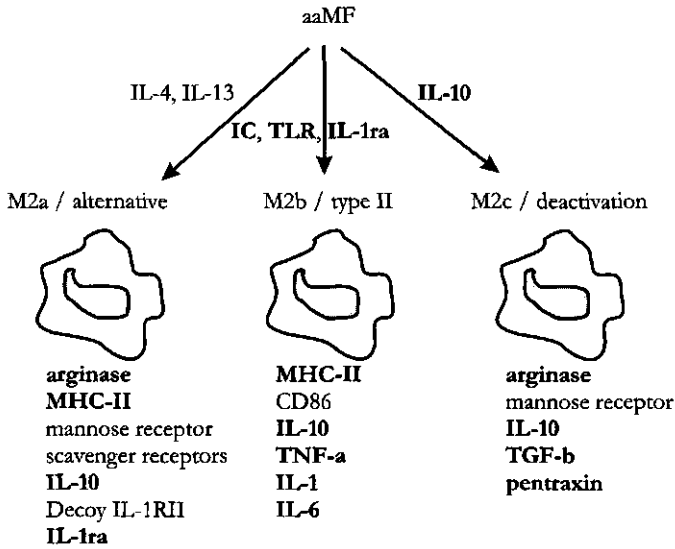 aaMF
IL-4, IL-13
IL-10
IC, TLR, IL-1ra
M2a / alternative
M2b / type II
M2c / deactivation
arginase
MHC-II
mannose receptor
scavenger receptors
IL-10
Decoy IL-1RII
IL-1ra
MHC-II
CD86
IL-10
TNF-a
IL-1
IL-6
arginase
mannose receptor
IL-10
TGF-b
pentraxin